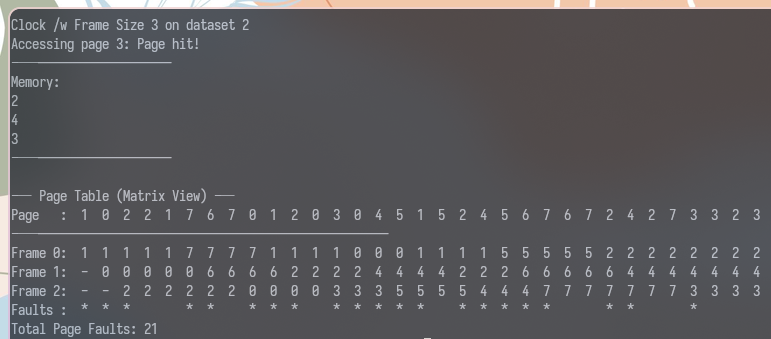 Clock /w Frame Size 3 on dataset 2
Accessing page 3: Page hit!
Memory:
2
4
3
--- Page Table (Matrix View) ---
Page   : 1 0 2 2 1 7 6 7 0 1 2 0 3 0 4 5 1 5 2 4 5 6 7 6 7 2 4 2 7 3 3 2 3
Frame 0: 1 1 1 1 1 7 7 7 7 1 1 1 1 0 0 0 1 1 1 1 5 5 5 5 5 2 2 2 2 2 2 2 2
Frame 1: - 0 0 0 0 0 6 6 6 6 2 2 2 2 4 4 4 4 2 2 2 6 6 6 6 6 4 4 4 4 4 4 4
Frame 2: - - 2 2 2 2 2 2 0 0 0 0 3 3 3 5 5 5 5 4 4 4 7 7 7 7 7 7 7 3 3 3 3
Faults : * * *     * *   * * *   * * * * *   * * * * *     * *     *
Total Page Faults: 21